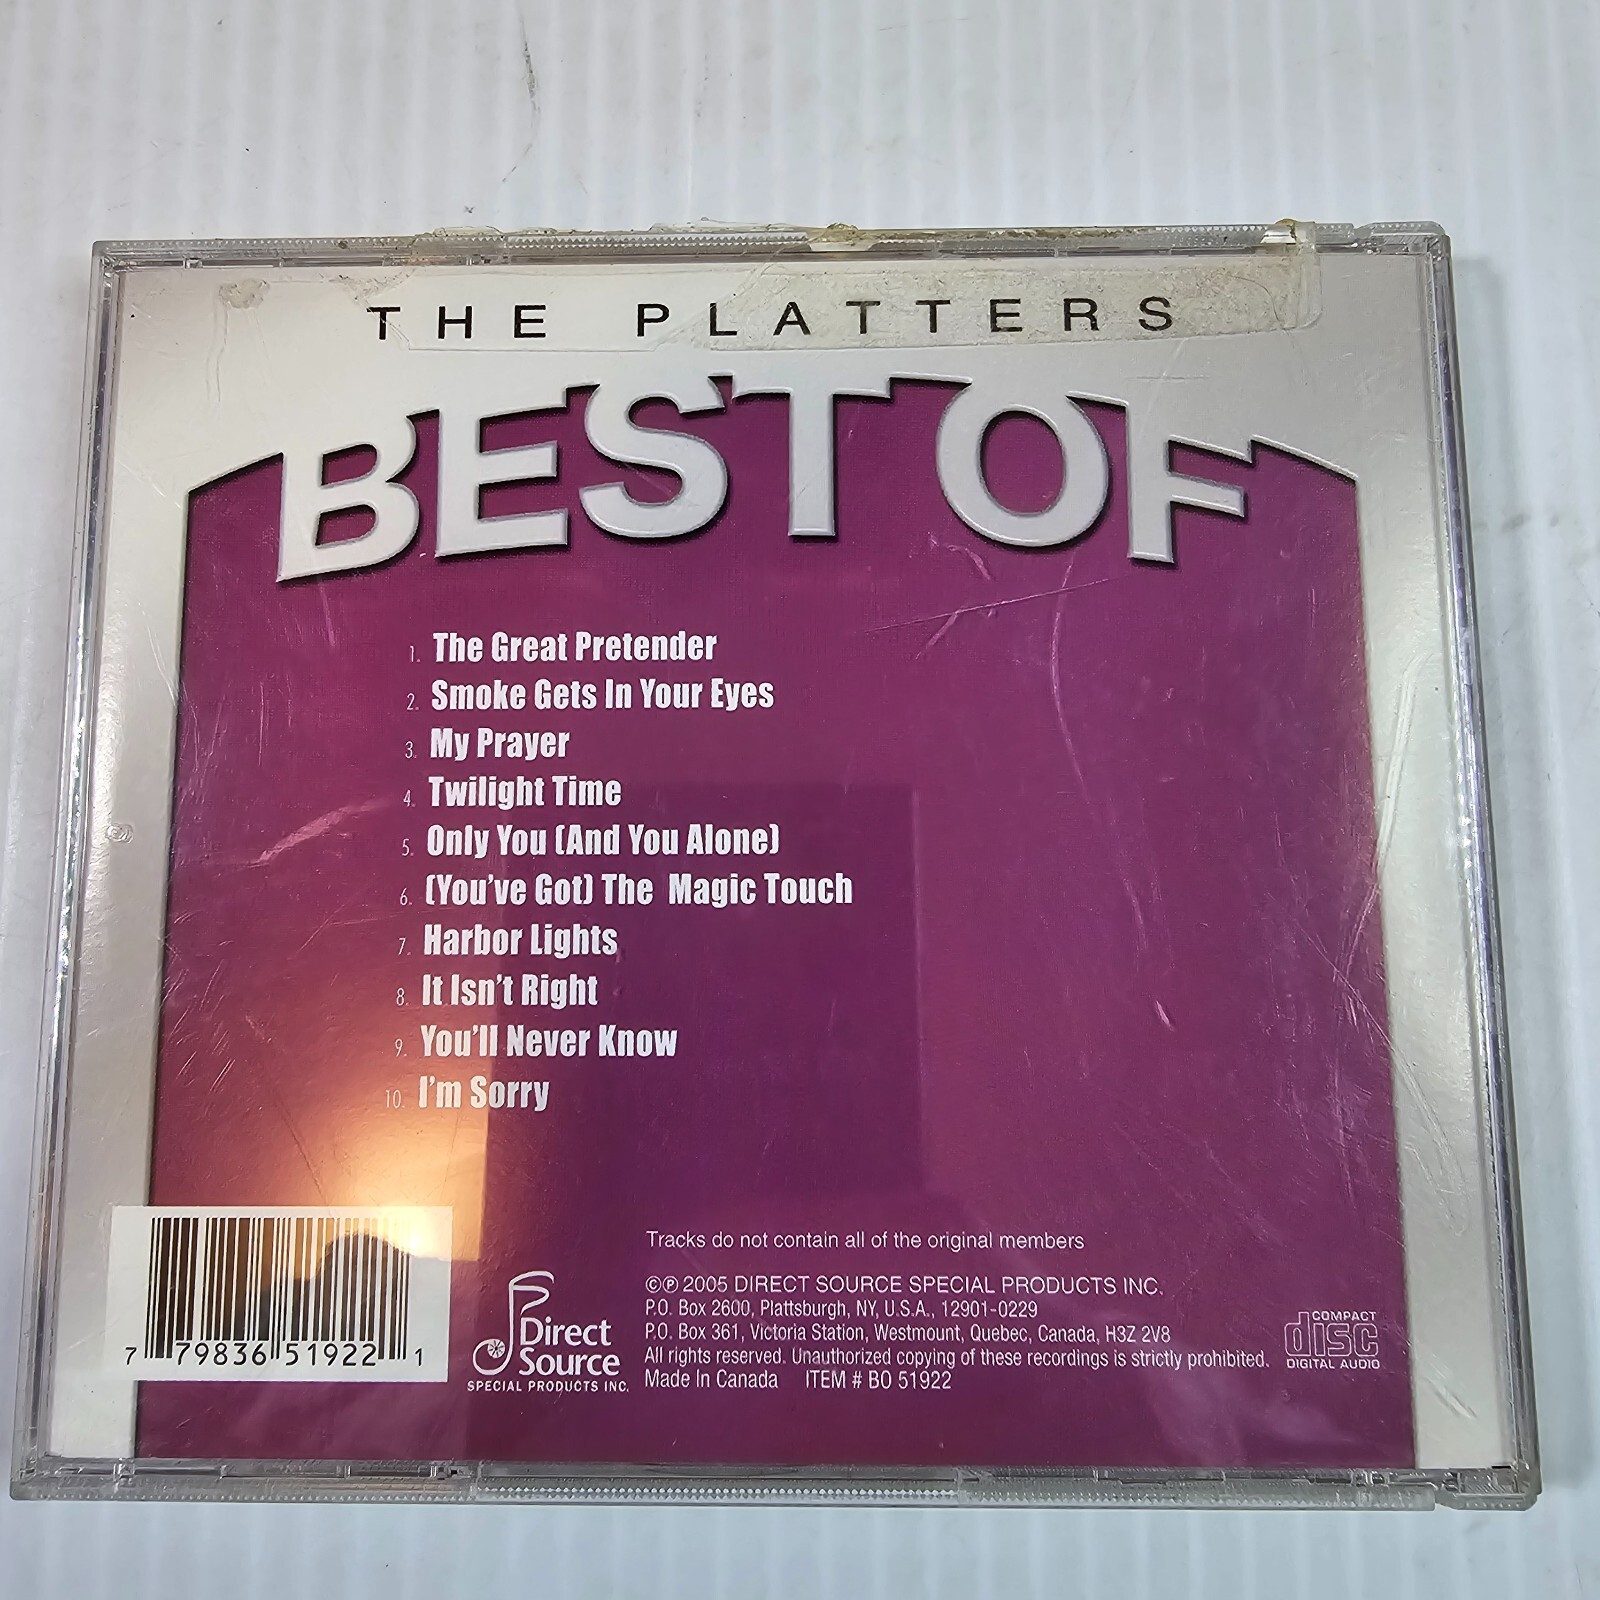 THE PLATTERS
BEST OF
1. The Great Pretender
2. Smoke Gets In Your Eyes
3. My Prayer
4. Twilight Time
5. Only You (And You Alone)
6. (You've Got) The Magic Touch
7. Harbor Lights
8. It Isn't Right
9. You'll Never Know
10. I'm Sorry
Tracks do not contain all of the original members
©℗ 2005 DIRECT SOURCE SPECIAL PRODUCTS INC.
P.O. Box 2600, Plattsburgh, NY, U.S.A., 12901-0229
P.O. Box 361, Victoria Station, Westmount, Quebec, Canada, H3Z 2V8
All rights reserved. Unauthorized copying of these recordings is strictly prohibited.
Made In Canada ITEM # BO 51922
7 79836 51922 1
Direct
Source
SPECIAL PRODUCTS INC.
COMPACT
disc
DIGITAL AUDIO